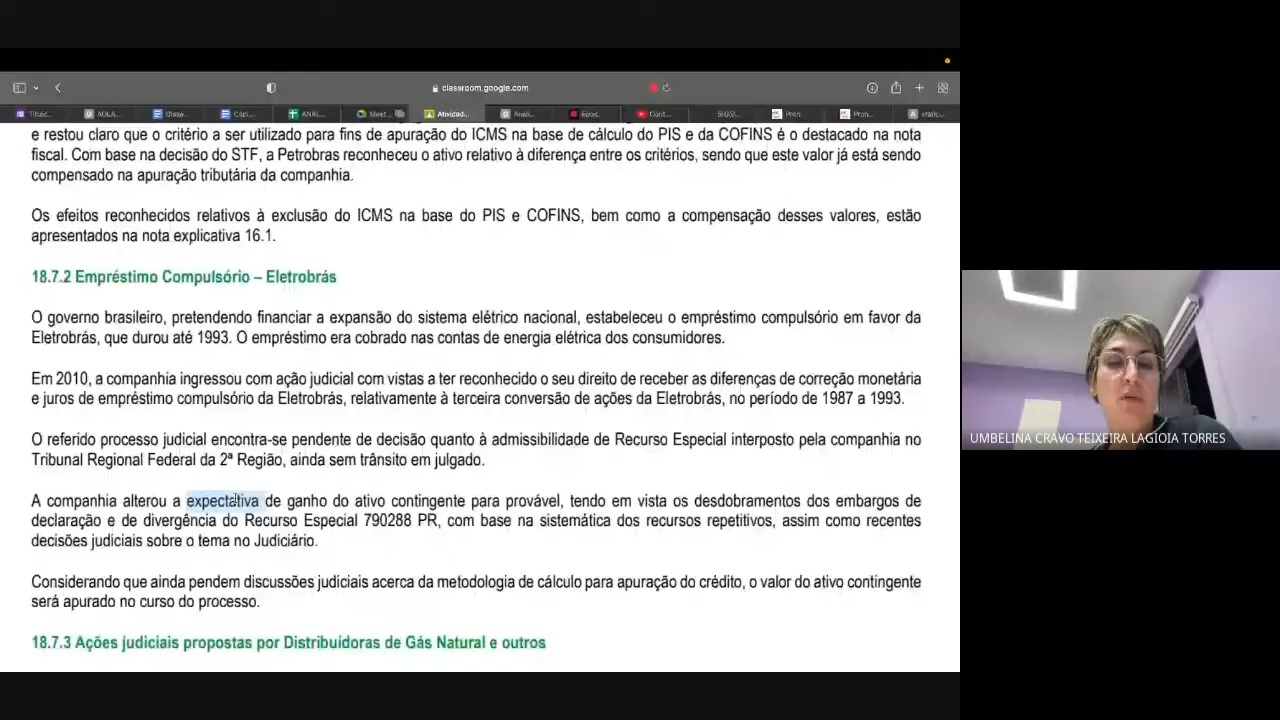 classroom.google.com
Título...
AULA...
Disse...
Cópi...
ANÁL...
Meet...
Ativida...
Epoc...
Cont...
Pron...
Pron...
e restou claro que o critério a ser utilizado para fins de apuração do ICMS na base de cálculo do PIS e da COFINS é o destacado na nota
fiscal. Com base na decisão do STF, a Petrobras reconheceu o ativo relativo à diferença entre os critérios, sendo que este valor já está sendo
compensado na apuração tributária da companhia.
Os efeitos reconhecidos relativos à exclusão do ICMS na base do PIS e COFINS, bem como a compensação desses valores, estão
apresentados na nota explicativa 16.1.
18.7.2 Empréstimo Compulsório – Eletrobrás
O governo brasileiro, pretendendo financiar a expansão do sistema elétrico nacional, estabeleceu o empréstimo compulsório em favor da
Eletrobrás, que durou até 1993. O empréstimo era cobrado nas contas de energia elétrica dos consumidores.
Em 2010, a companhia ingressou com ação judicial com vistas a ter reconhecido o seu direito de receber as diferenças de correção monetária
e juros de empréstimo compulsório da Eletrobrás, relativamente à terceira conversão de ações da Eletrobrás, no período de 1987 a 1993.
O referido processo judicial encontra-se pendente de decisão quanto à admissibilidade de Recurso Especial interposto pela companhia no
Tribunal Regional Federal da 2ª Região, ainda sem trânsito em julgado.
A companhia alterou a expectativa de ganho do ativo contingente para provável, tendo em vista os desdobramentos dos embargos de
declaração e de divergência do Recurso Especial 790288 PR, com base na sistemática dos recursos repetitivos, assim como recentes
decisões judiciais sobre o tema no Judiciário.
Considerando que ainda pendem discussões judiciais acerca da metodologia de cálculo para apuração do crédito, o valor do ativo contingente
será apurado no curso do processo.
18.7.3 Ações judiciais propostas por Distribuidoras de Gás Natural e outros
UMBELINA CRAVO TEIXEIRA LAGIOIA TORRES